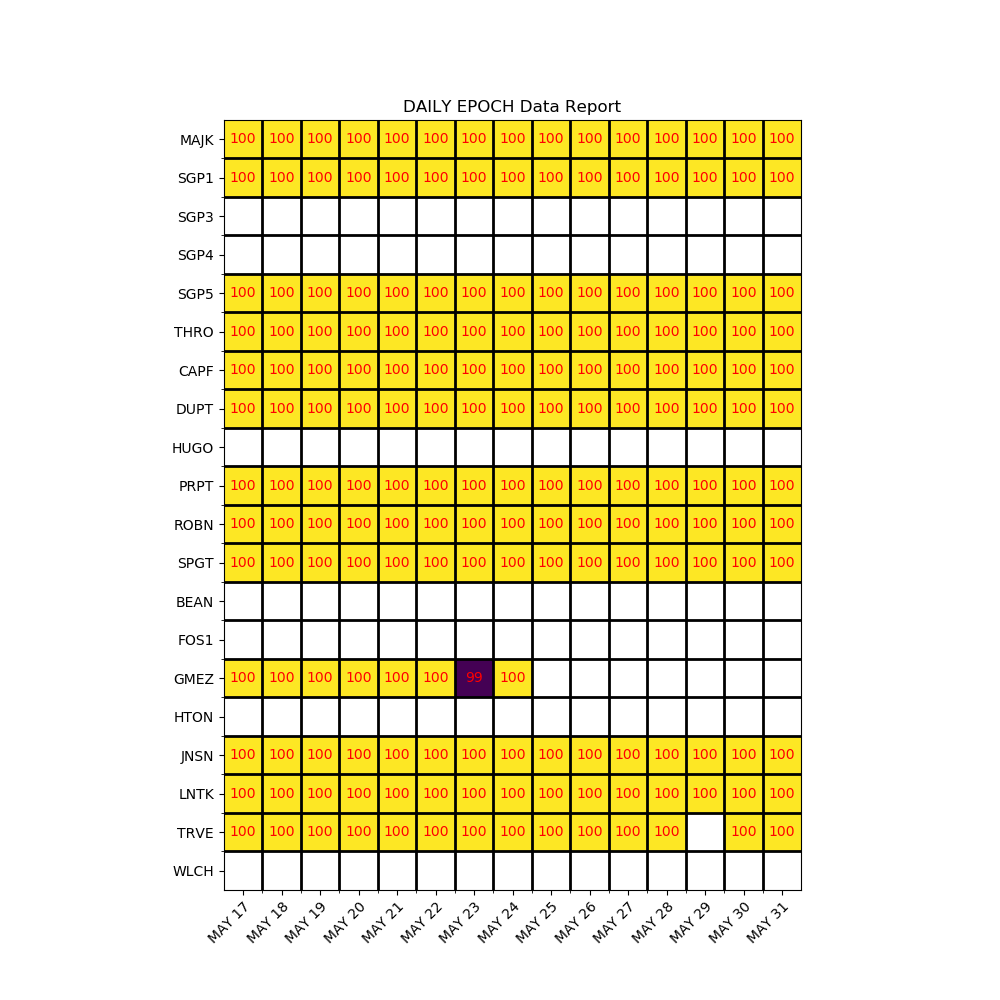 DAILY EPOCH Data Report
MAJK 100 100 100 100 100 100 100 100 100 100 100 100 100 100 100
SGP1 100 100 100 100 100 100 100 100 100 100 100 100 100 100 100
SGP3
SGP4
SGP5 100 100 100 100 100 100 100 100 100 100 100 100 100 100 100
THRO 100 100 100 100 100 100 100 100 100 100 100 100 100 100 100
CAPF 100 100 100 100 100 100 100 100 100 100 100 100 100 100 100
DUPT 100 100 100 100 100 100 100 100 100 100 100 100 100 100 100
HUGO
PRPT 100 100 100 100 100 100 100 100 100 100 100 100 100 100 100
ROBN 100 100 100 100 100 100 100 100 100 100 100 100 100 100 100
SPGT 100 100 100 100 100 100 100 100 100 100 100 100 100 100 100
BEAN
FOS1
GMEZ 100 100 100 100 100 100 99 100
HTON
JNSN 100 100 100 100 100 100 100 100 100 100 100 100 100 100 100
LNTK 100 100 100 100 100 100 100 100 100 100 100 100 100 100 100
TRVE 100 100 100 100 100 100 100 100 100 100 100 100 100 100
WLCH
MAY 17 MAY 18 MAY 19 MAY 20 MAY 21 MAY 22 MAY 23 MAY 24 MAY 25 MAY 26 MAY 27 MAY 28 MAY 29 MAY 30 MAY 31